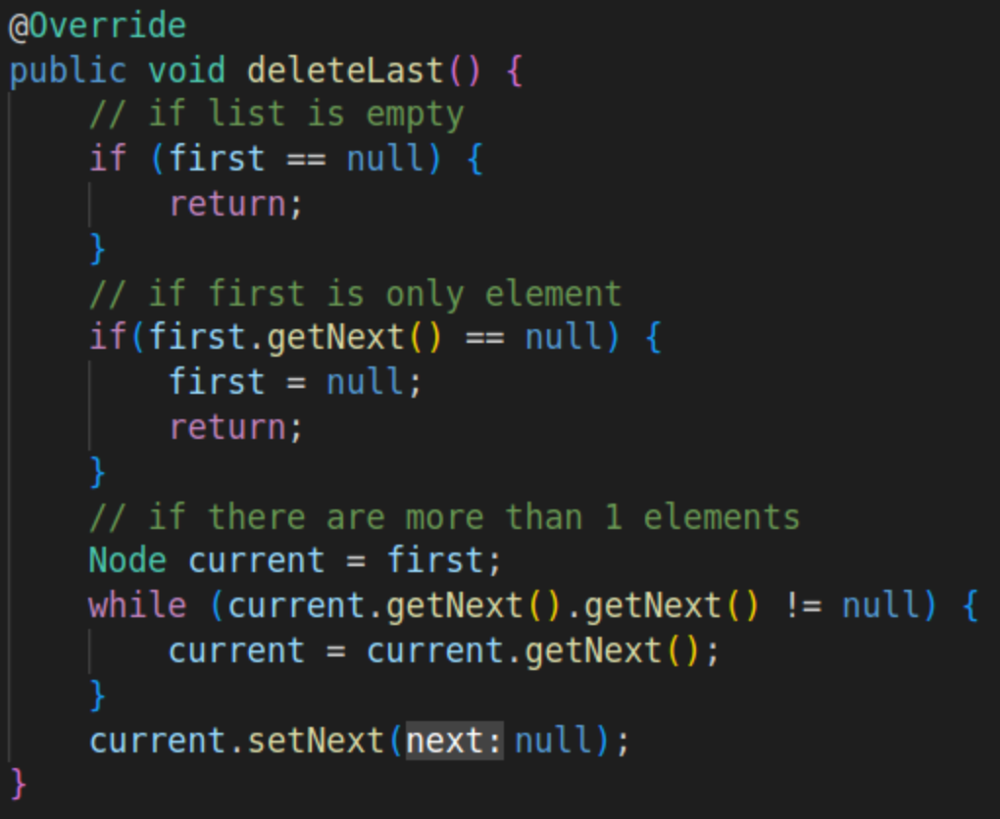 @Override
public void deleteLast() {
    // if list is empty
    if (first == null) {
        return;
    }
    // if first is only element
    if(first.getNext() == null) {
        first = null;
        return;
    }
    // if there are more than 1 elements
    Node current = first;
    while (current.getNext().getNext() != null) {
        current = current.getNext();
    }
    current.setNext(next: null);
}